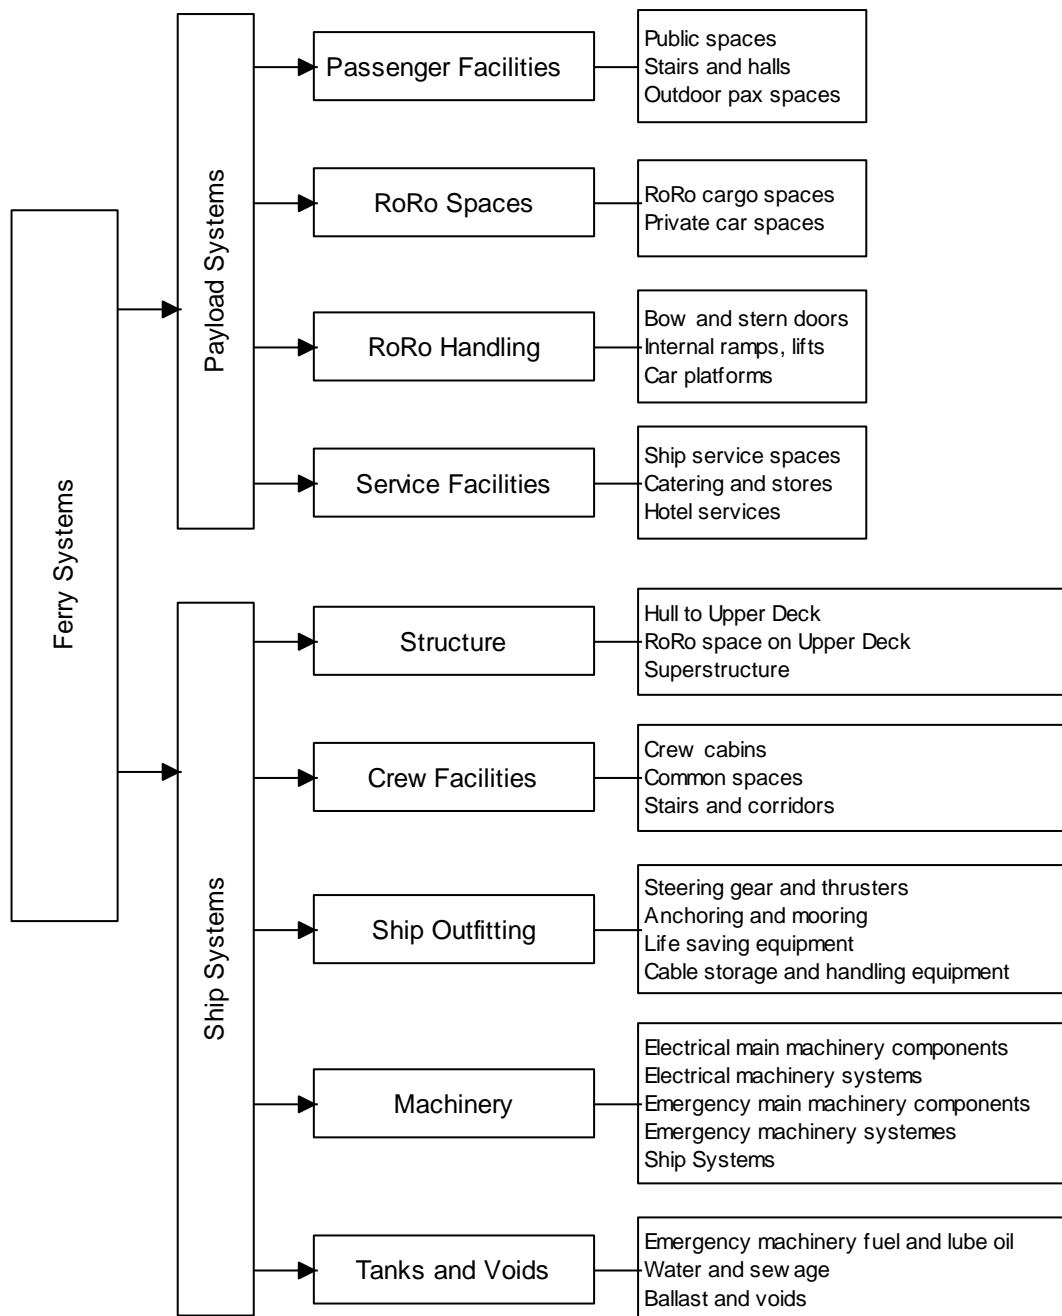 Ferry Systems
Payload Systems
Passenger Facilities
Public spaces
Stairs and halls
Outdoor pax spaces
RoRo Spaces
RoRo cargo spaces
Private car spaces
RoRo Handling
Bow and stern doors
Internal ramps, lifts
Car platforms
Service Facilities
Ship service spaces
Catering and stores
Hotel services
Ship Systems
Structure
Hull to Upper Deck
RoRo space on Upper Deck
Superstructure
Crew Facilities
Crew cabins
Common spaces
Stairs and corridors
Ship Outfitting
Steering gear and thrusters
Anchoring and mooring
Life saving equipment
Cable storage and handling equipment
Machinery
Electrical main machinery components
Electrical machinery systems
Emergency main machinery components
Emergency machinery systemes
Ship Systems
Tanks and Voids
Emergency machinery fuel and lube oil
Water and sewage
Ballast and voids